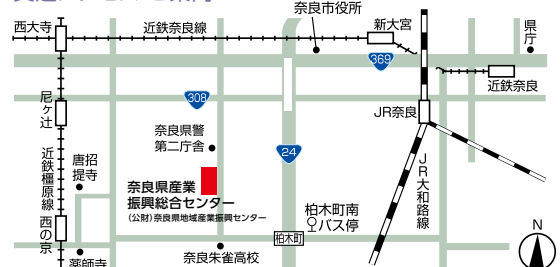 奈良市役所
西大寺
近鉄奈良線
新大宮
県庁
369
近鉄奈良
尼ヶ辻
308
JR奈良
奈良県警
第二庁舎
24
近鉄橿原線
唐招
提寺
JR大和路線
奈良県産業
振興総合センター
(公財)奈良県地域産業振興センター
柏木町南
バス停
西の京
柏木町
N
薬師寺
奈良朱雀高校